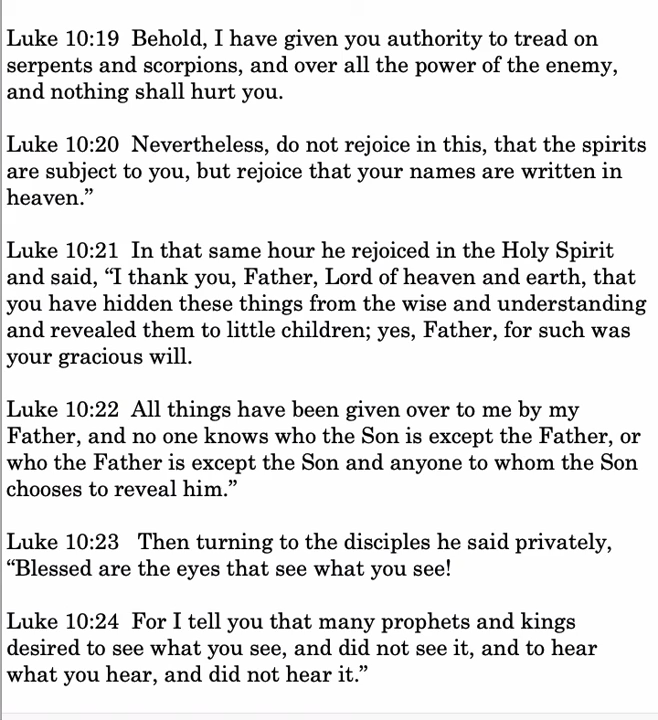 Luke 10:19 Behold, I have given you authority to tread on
serpents and scorpions, and over all the power of the enemy,
and nothing shall hurt you.
Luke 10:20 Nevertheless, do not rejoice in this, that the spirits
are subject to you, but rejoice that your names are written in
heaven.”
Luke 10:21 In that same hour he rejoiced in the Holy Spirit
and said, “I thank you, Father, Lord of heaven and earth, that
you have hidden these things from the wise and understanding
and revealed them to little children; yes, Father, for such was
your gracious will.
Luke 10:22 All things have been given over to me by my
Father, and no one knows who the Son is except the Father, or
who the Father is except the Son and anyone to whom the Son
chooses to reveal him.”
Luke 10:23 Then turning to the disciples he said privately,
“Blessed are the eyes that see what you see!
Luke 10:24 For I tell you that many prophets and kings
desired to see what you see, and did not see it, and to hear
what you hear, and did not hear it.”